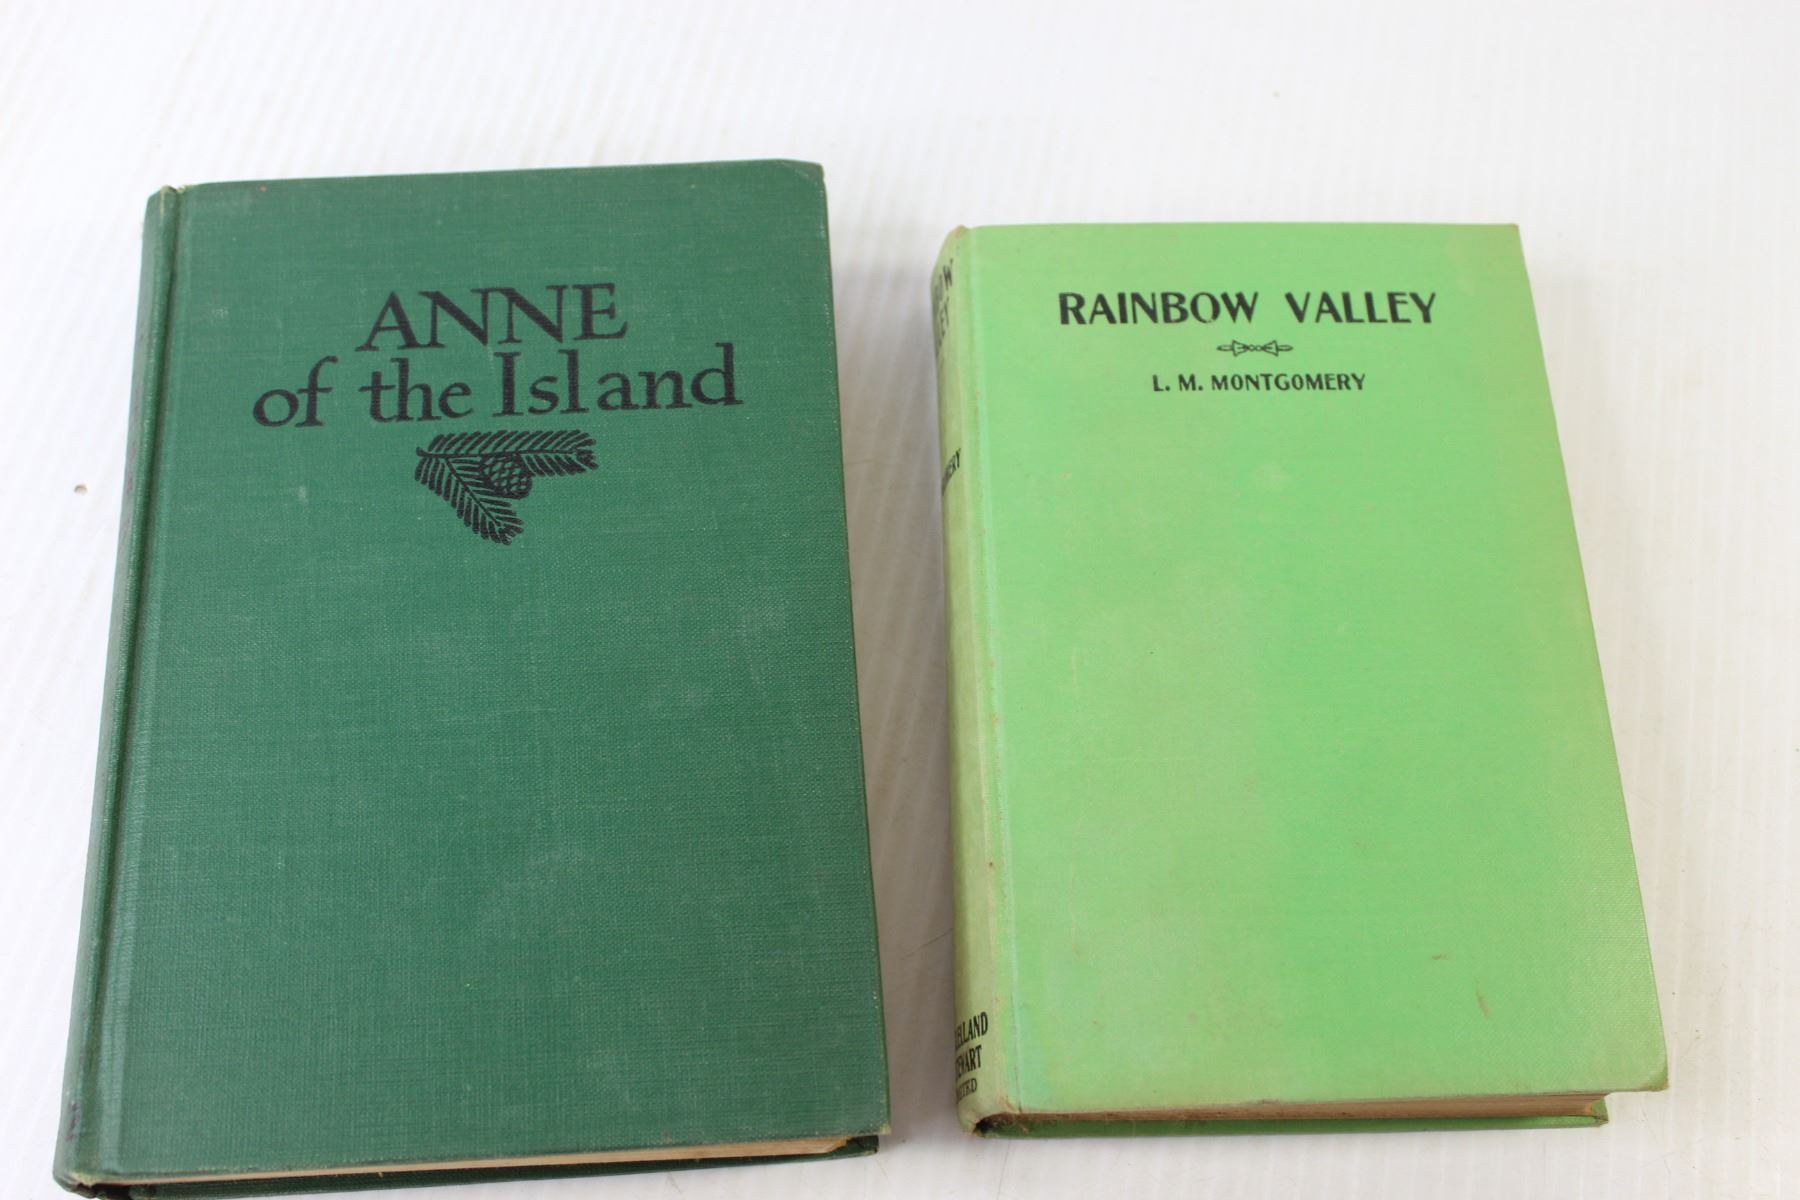 ANNE
of the Island
RAINBOW VALLEY
L. M. MONTGOMERY